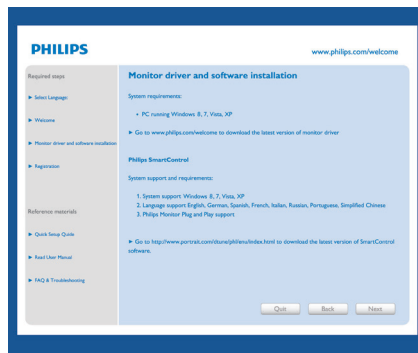 PHILIPS
www.philips.com/welcome
Required steps
► Select Language:
► Welcome
► Monitor driver and software installation
► Registration
Reference materials
► Quick Setup Quide
► Read User Manual
► FAQ & Troubleshooting
Monitor driver and software installation
System requirements:
• PC running Windows 8, 7, Vista, XP
► Go to www.philips.com/welcome to download the latest version of monitor driver
Philips SmartControl
System support and requirements:
1. System support Windows 8, 7, Vista, XP
2. Language support English, German, Spanish, French, Italian, Russian, Portuguese, Simplified Chinese
3. Philips Monitor Plug and Play support
► Go to http://www.portrait.com/dtune/phil/enu/index.html to download the latest version of SmartControl
software.
Quit
Back
Next